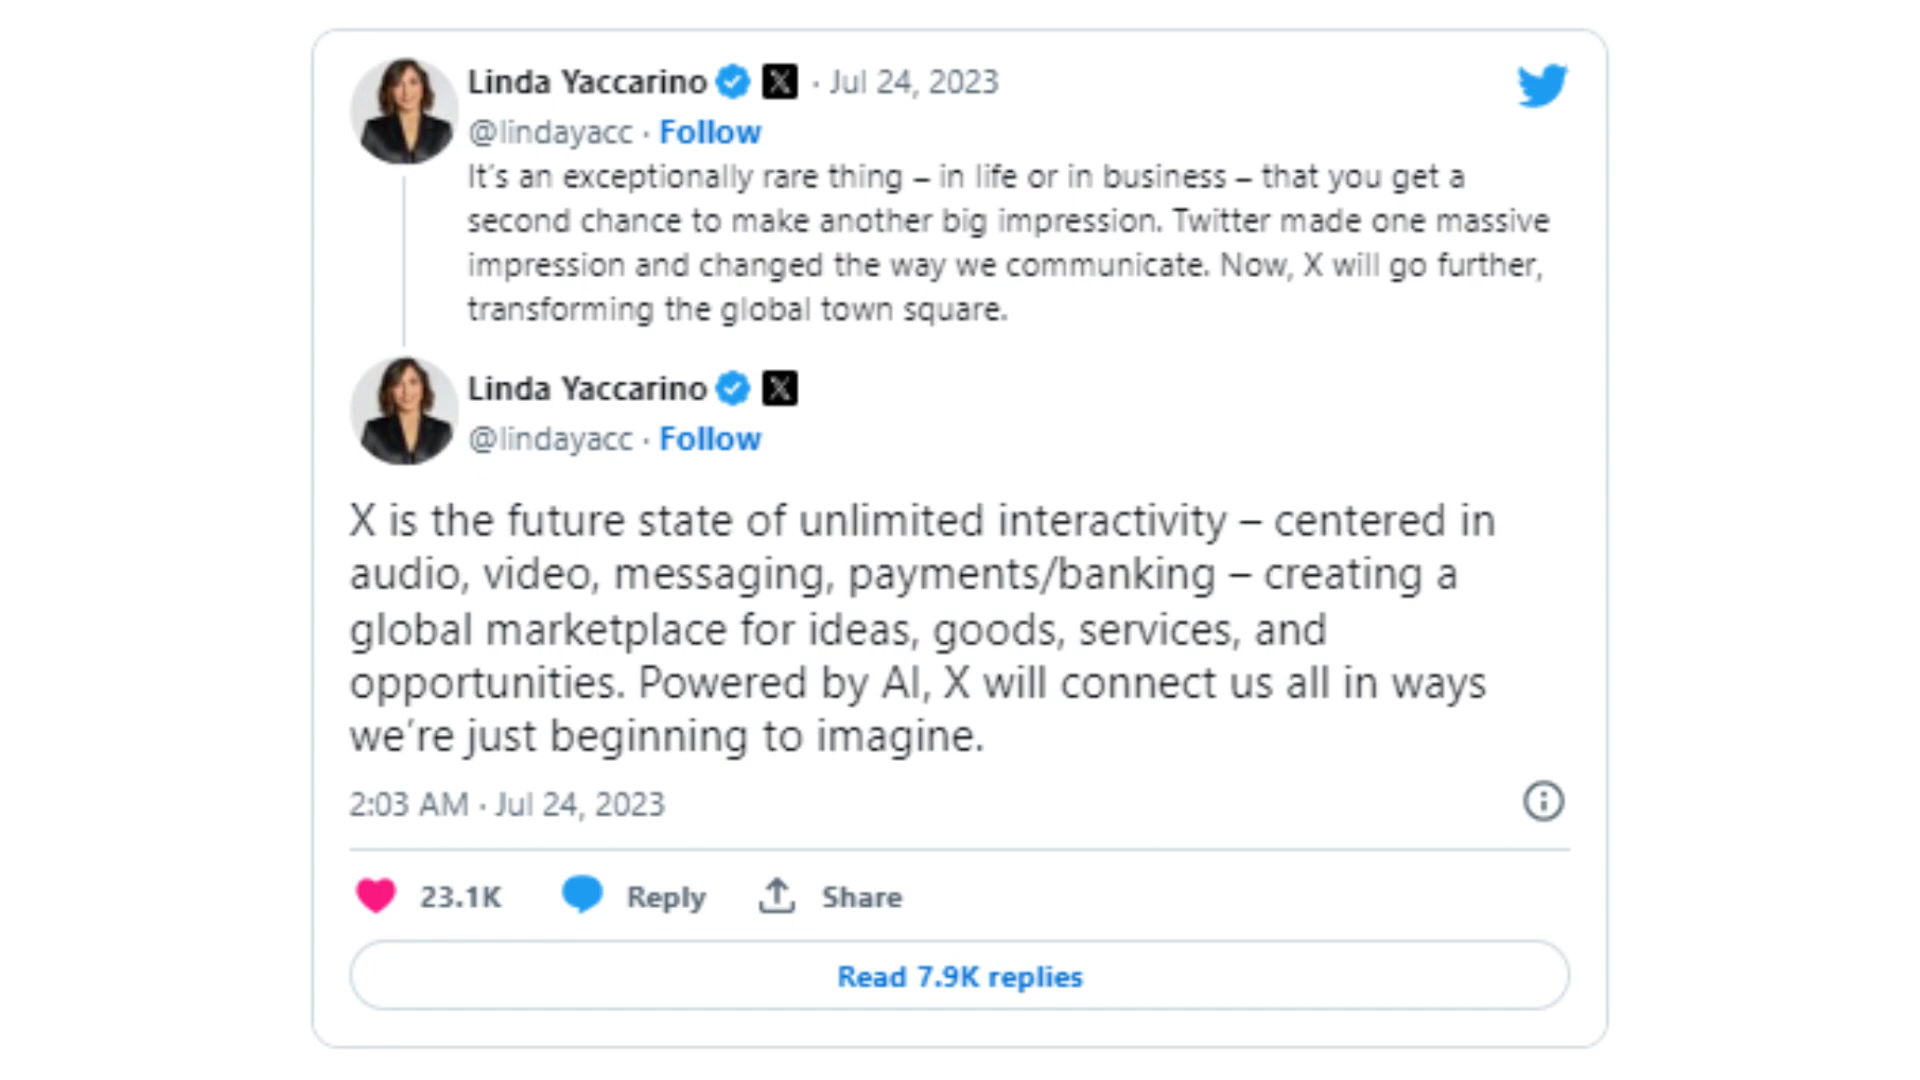 Linda Yaccarino X · Jul 24, 2023
@lindayacc · Follow
It’s an exceptionally rare thing – in life or in business – that you get a
second chance to make another big impression. Twitter made one massive
impression and changed the way we communicate. Now, X will go further,
transforming the global town square.
Linda Yaccarino X
@lindayacc · Follow
X is the future state of unlimited interactivity – centered in
audio, video, messaging, payments/banking – creating a
global marketplace for ideas, goods, services, and
opportunities. Powered by AI, X will connect us all in ways
we’re just beginning to imagine.
2:03 AM · Jul 24, 2023
23.1K Reply Share
Read 7.9K replies